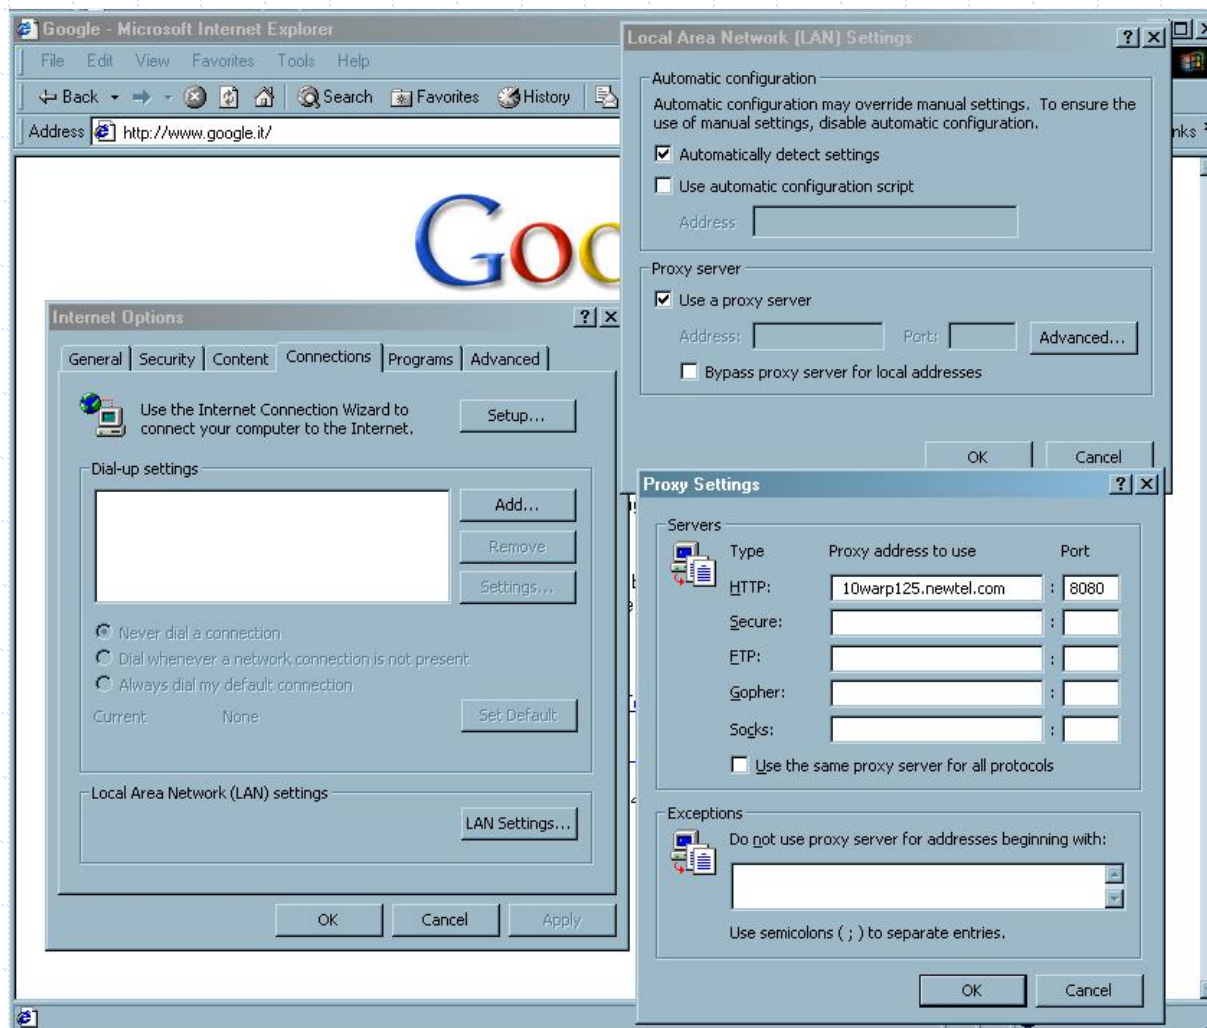 Google - Microsoft Internet Explorer
File Edit View Favorites Tools Help
Back Search Favorites History
Address http://www.google.it/
nks
Goo
Local Area Network (LAN) Settings
Automatic configuration
Automatic configuration may override manual settings. To ensure the
use of manual settings, disable automatic configuration.
Automatically detect settings
Use automatic configuration script
Address
Proxy server
Use a proxy server
Address: Port: Advanced...
Bypass proxy server for local addresses
OK Cancel
Internet Options
General Security Content Connections Programs Advanced
Use the Internet Connection Wizard to
connect your computer to the Internet.
Setup...
Dial-up settings
Add...
Remove
Settings...
Never dial a connection
Dial whenever a network connection is not present
Always dial my default connection
Current None Set Default
Local Area Network (LAN) settings
LAN Settings...
OK Cancel Apply
Proxy Settings
Servers
Type Proxy address to use Port
HTTP: 10warp125.newtel.com : 8080
Secure: :
FTP: :
Gopher: :
Socks: :
Use the same proxy server for all protocols
Exceptions
Do not use proxy server for addresses beginning with:
Use semicolons ( ; ) to separate entries.
OK Cancel